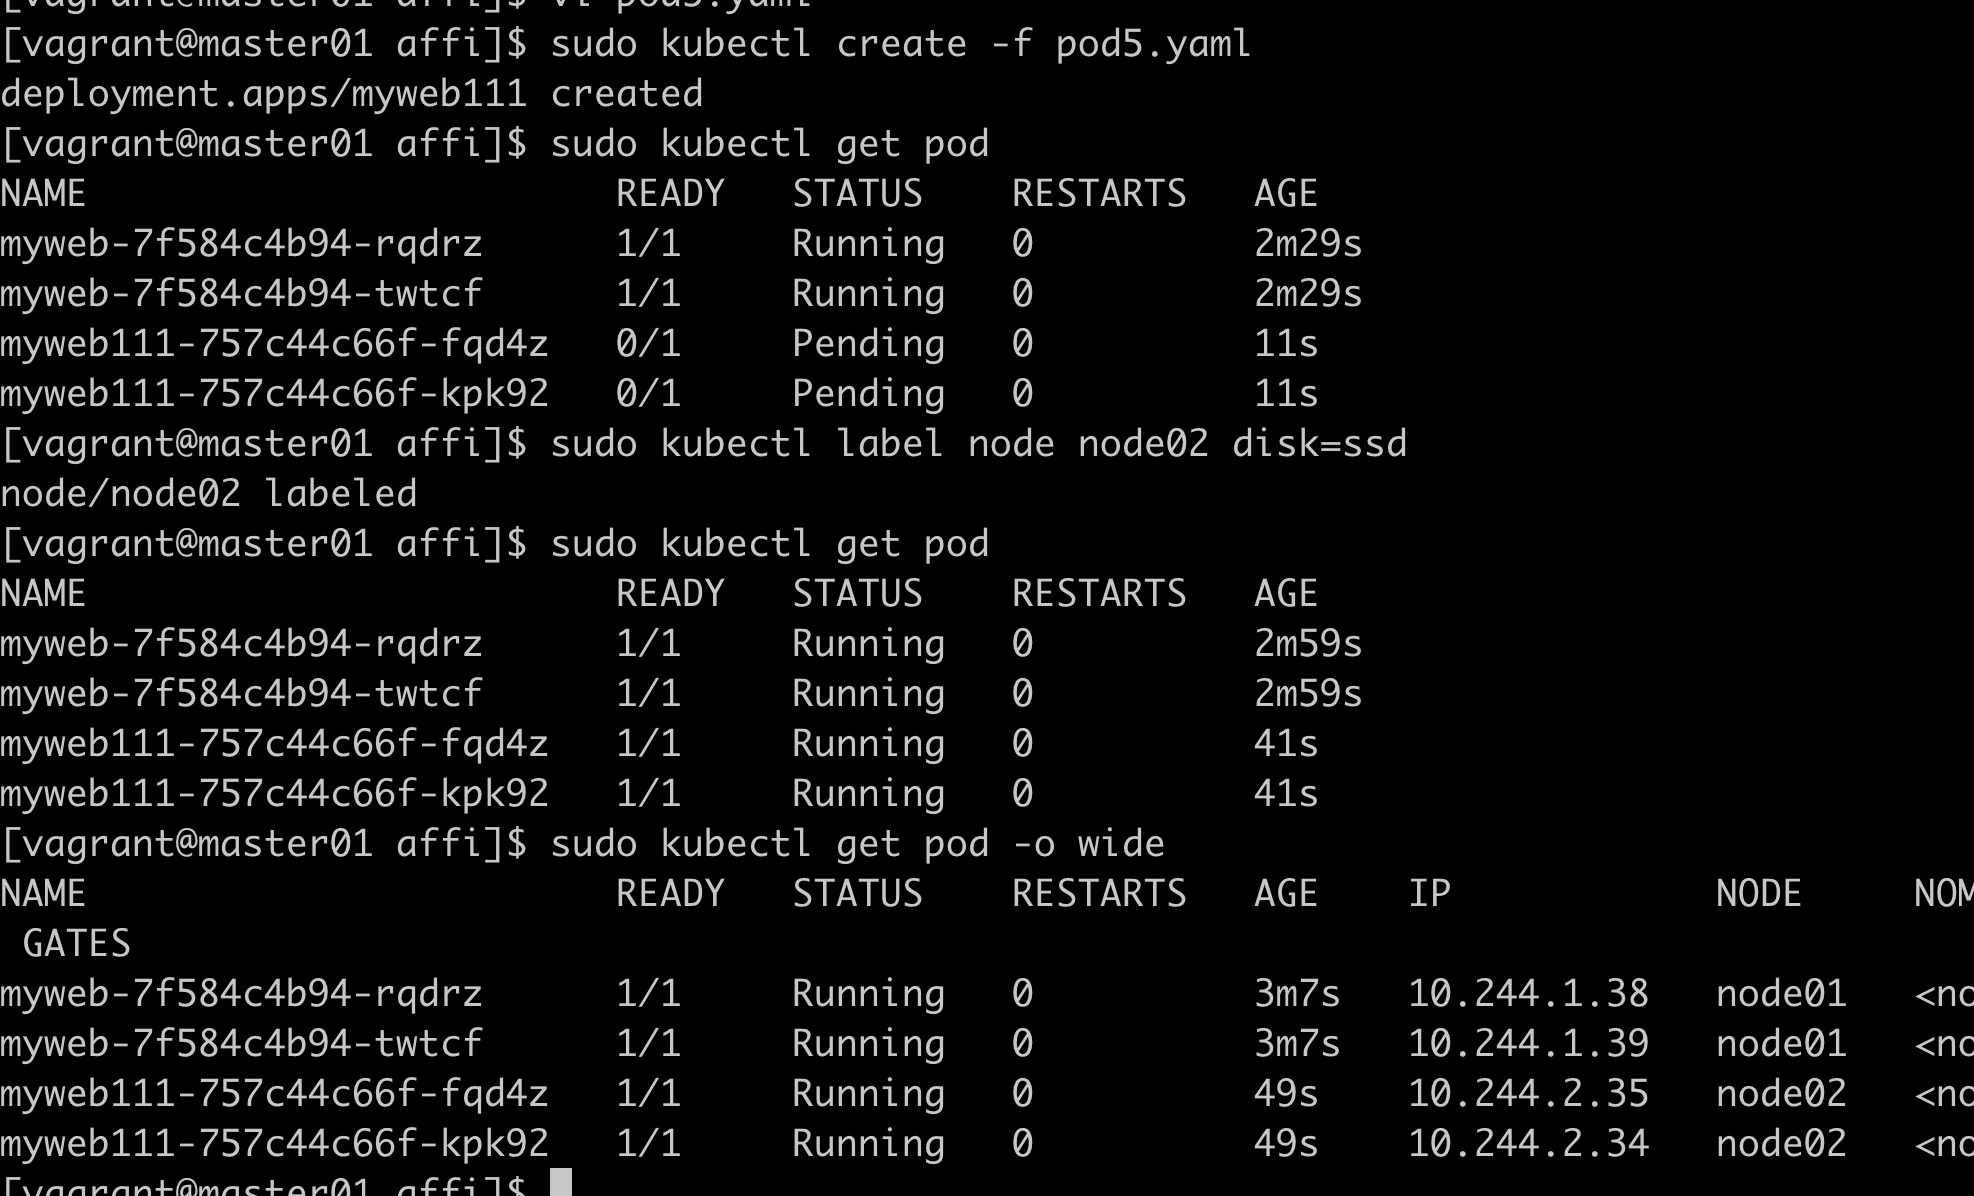 [vagrant@master01 affi]$ vi pod5.yaml
[vagrant@master01 affi]$ sudo kubectl create -f pod5.yaml
deployment.apps/myweb111 created
[vagrant@master01 affi]$ sudo kubectl get pod
NAME                        READY   STATUS    RESTARTS   AGE
myweb-7f584c4b94-rqdrz      1/1     Running   0          2m29s
myweb-7f584c4b94-twtcf      1/1     Running   0          2m29s
myweb111-757c44c66f-fqd4z   0/1     Pending   0          11s
myweb111-757c44c66f-kpk92   0/1     Pending   0          11s
[vagrant@master01 affi]$ sudo kubectl label node node02 disk=ssd
node/node02 labeled
[vagrant@master01 affi]$ sudo kubectl get pod
NAME                        READY   STATUS    RESTARTS   AGE
myweb-7f584c4b94-rqdrz      1/1     Running   0          2m59s
myweb-7f584c4b94-twtcf      1/1     Running   0          2m59s
myweb111-757c44c66f-fqd4z   1/1     Running   0          41s
myweb111-757c44c66f-kpk92   1/1     Running   0          41s
[vagrant@master01 affi]$ sudo kubectl get pod -o wide
NAME                        READY   STATUS    RESTARTS   AGE    IP            NODE     NOM
 GATES
myweb-7f584c4b94-rqdrz      1/1     Running   0          3m7s   10.244.1.38   node01   <no
myweb-7f584c4b94-twtcf      1/1     Running   0          3m7s   10.244.1.39   node01   <no
myweb111-757c44c66f-fqd4z   1/1     Running   0          49s    10.244.2.35   node02   <no
myweb111-757c44c66f-kpk92   1/1     Running   0          49s    10.244.2.34   node02   <no
[vagrant@master01 affi]$